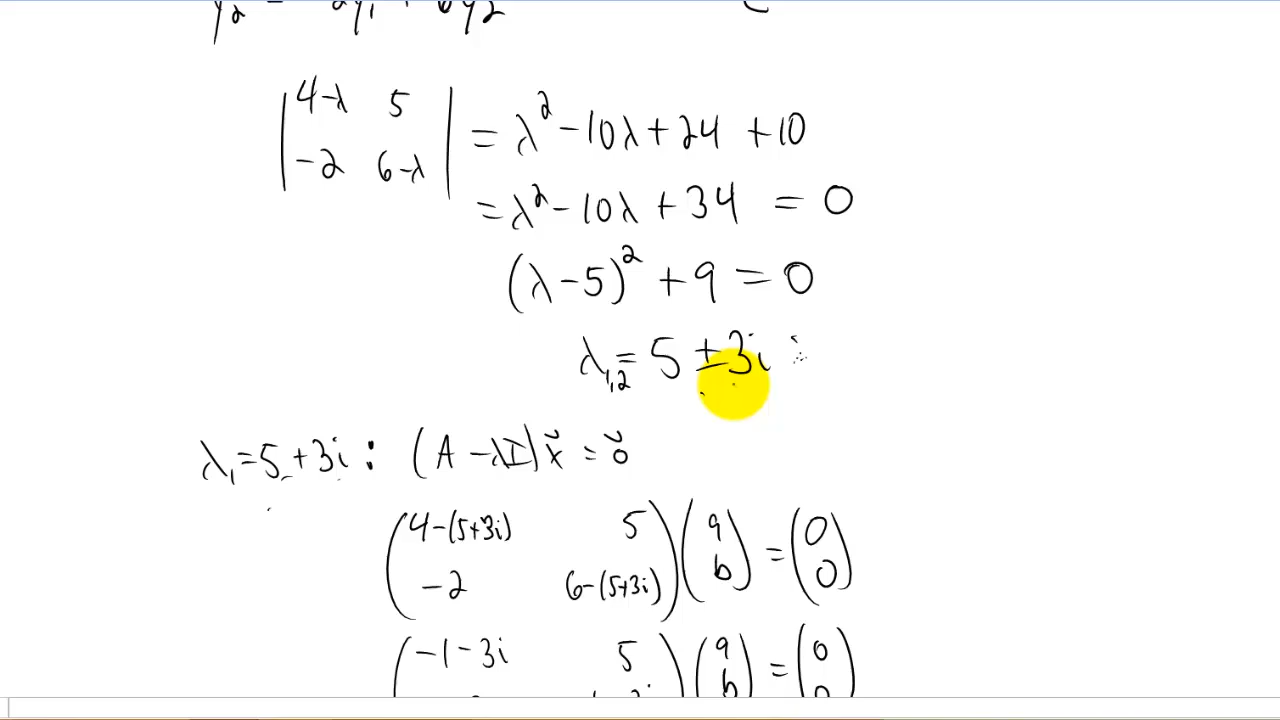 4-λ 5
-2 6-λ
= λ² - 10λ + 24 + 10
= λ² - 10λ + 34 = 0
(λ - 5)² + 9 = 0
λ₁,₂ = 5 ± 3i
λ₁ = 5 + 3i : (A - λI) x⃗ = 0⃗
4-(5+3i) 5 a = 0
-2 6-(5+3i) b 0
-1 - 3i 5 a = 0
b